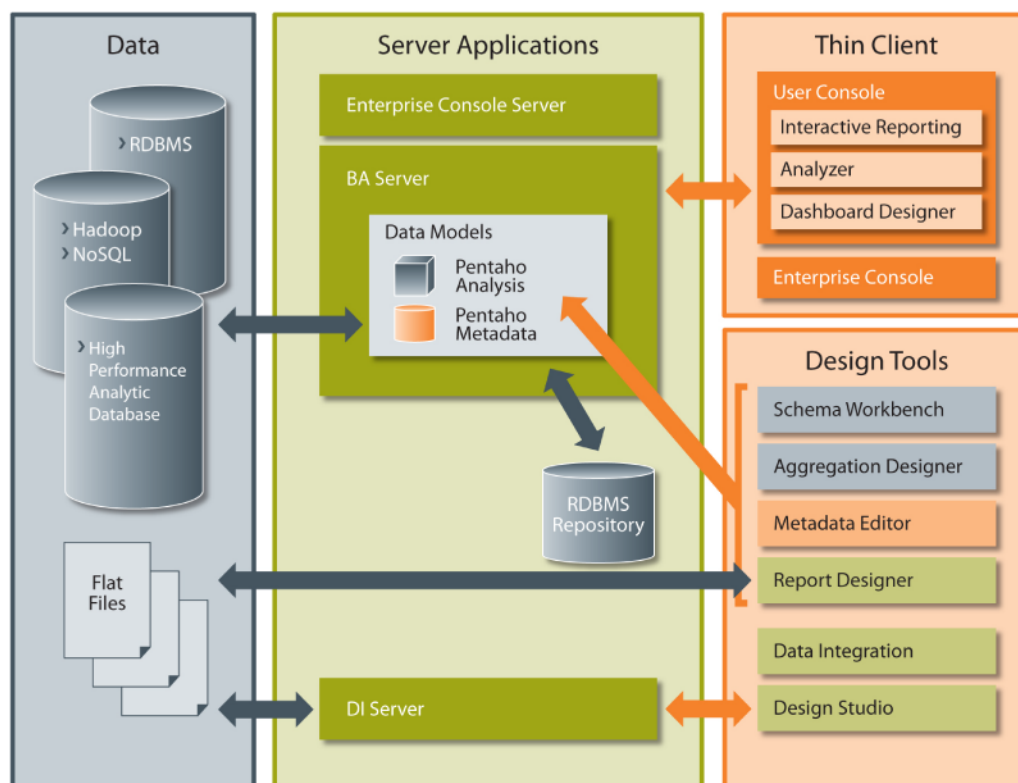 Data
› RDBMS
› Hadoop
› NoSQL
› High
Performance
Analytic
Database
Flat
Files
Server Applications
Enterprise Console Server
BA Server
Data Models
Pentaho
Analysis
Pentaho
Metadata
RDBMS
Repository
DI Server
Thin Client
User Console
Interactive Reporting
Analyzer
Dashboard Designer
Enterprise Console
Design Tools
Schema Workbench
Aggregation Designer
Metadata Editor
Report Designer
Data Integration
Design Studio